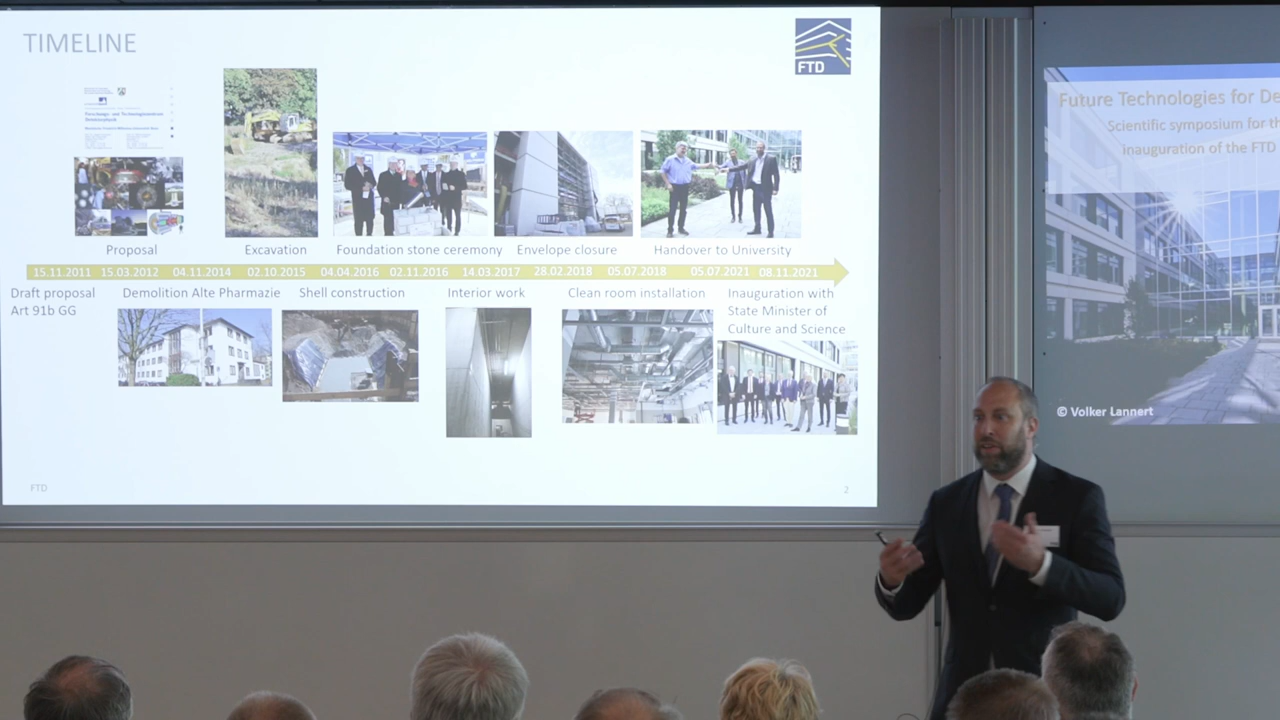 TIMELINE
FTD
Proposal
Excavation
Foundation stone ceremony
Envelope closure
Handover to University
15.11.2011 15.03.2012 04.11.2014 02.10.2015 04.04.2016 02.11.2016 14.03.2017 28.02.2018 05.07.2018 05.07.2021 08.11.2021
Draft proposal
Art 91b GG
Demolition Alte Pharmazie
Shell construction
Interior work
Clean room installation
Inauguration with
State Minister of
Culture and Science
FTD
2
Future Technologies for De
Scientific symposium for th
inauguration of the FTD
© Volker Lannert